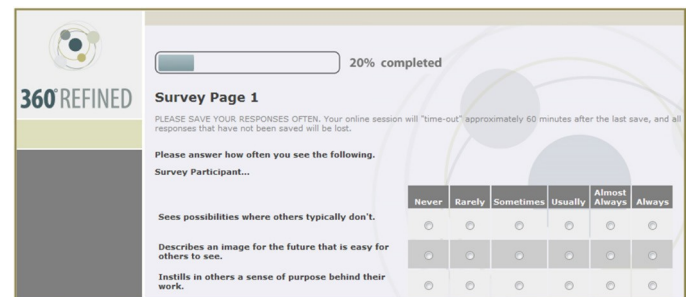 360°REFINED
20% completed
Survey Page 1
PLEASE SAVE YOUR RESPONSES OFTEN. Your online session will "time-out" approximately 60 minutes after the last save, and all
responses that have not been saved will be lost.
Please answer how often you see the following.
Survey Participant...
Never Rarely Sometimes Usually Almost Always Always
Sees possibilities where others typically don't.
Describes an image for the future that is easy for
others to see.
Instills in others a sense of purpose behind their
work.